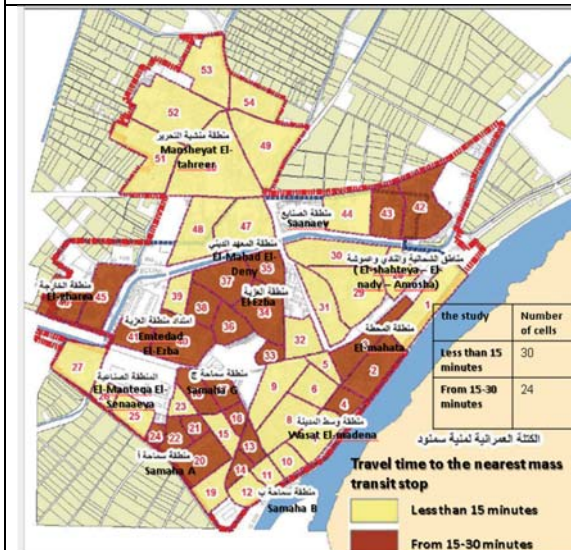 53
54
52
منطقة منشية التحرير
Mansheyat El-
tahreer
51
49
منطقة الصنايع
Saanaey
44
43
42
48
47
منطقة المعهد الديني
El-Mabad El-
Deny
مناطق الشحاتية والنادي وعموشة
(El-shahteya – El-
nady – Amosha)
30
29
31
1
35
37
منطقة العزبة
El-Ezba
34
39
38
36
33
32
منطقة الخارجة
El-gharea
45
41
امتداد منطقة العزبة
Emtedad
El-Ezba
منطقة المحطة
El-mahata
2
4
5
6
9
8
المنطقة الصناعية
El-Manteqa El-
Senaaeya
27
25
منطقة سماحة ج
Samaha G
23
24
22
21
20
19
15
16
13
14
12
11
10
منطقة وسط المدينة
Wasat El-madena
منطقة سماحة أ
Samaha A
منطقة سماحة ب
Samaha B
the study
Number
of cells
Less than 15
minutes
30
From 15-30
minutes
24
الكتلة العمرانية لمنية سمنود
Travel time to the nearest mass
transit stop
Less than 15 minutes
From 15-30 minutes